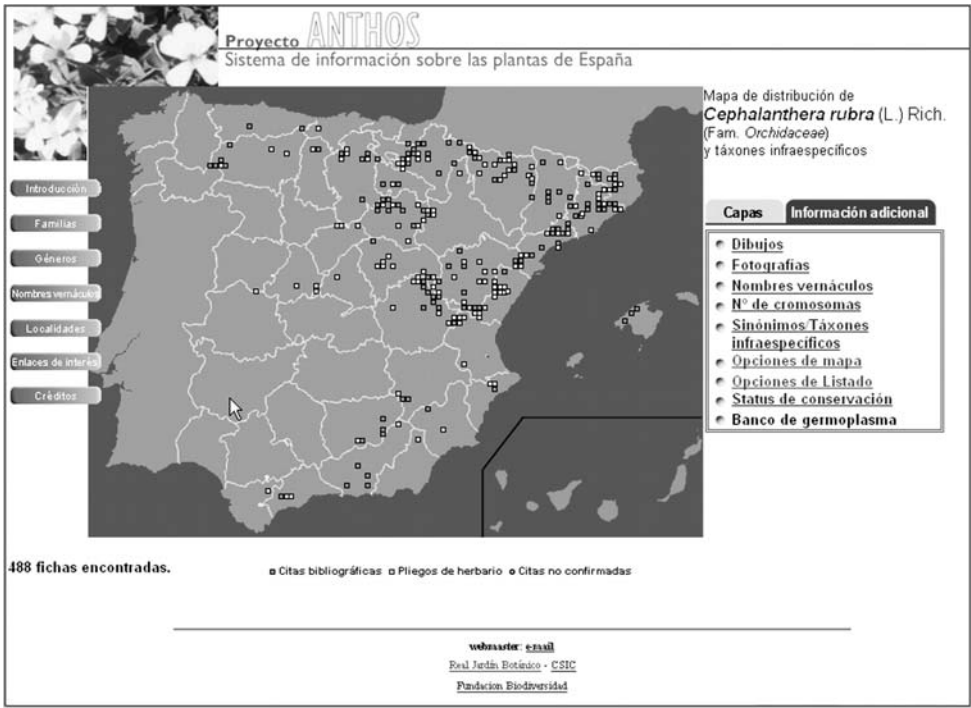 Proyecto ANTHOS
Sistema de información sobre las plantas de España
Mapa de distribución de
Cephalanthera rubra (L.) Rich.
(Fam. Orchidaceae)
y táxones infraespecíficos
Introducción
Familias
Géneros
Nombres vernáculos
Localidades
Enlaces de interés
Créditos
Capas
Información adicional
Dibujos
Fotografías
Nombres vernáculos
Nº de cromosomas
Sinónimos/Táxones
infraespecíficos
Opciones de mapa
Opciones de Listado
Status de conservación
Banco de germoplasma
488 fichas encontradas.
Citas bibliográficas Pliegos de herbario Citas no confirmadas
webmaster: e-mail
Real Jardín Botánico - CSIC
Fundacion Biodiversidad